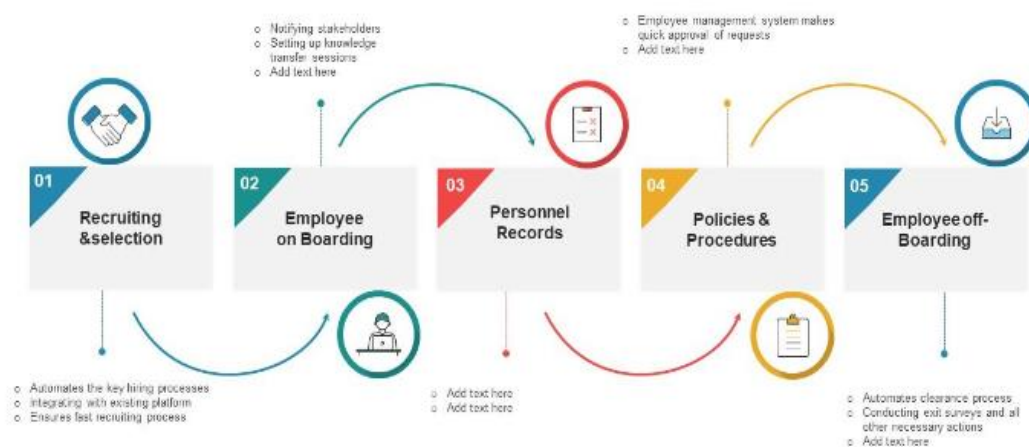 o Notifying stakeholders
o Setting up knowledge
transfer sessions
o Add text here
o Employee management system makes
quick approval of requests
o Add text here
01
Recruiting
&selection
02
Employee
on Boarding
03
Personnel
Records
04
Policies &
Procedures
05
Employee off-
Boarding
o Automates the key hiring processes
o Integrating with existing platform
o Ensures fast recruiting process
o Add text here
o Add text here
o Automates clearance process
o Conducting exit surveys and all
other necessary actions
o Add text here